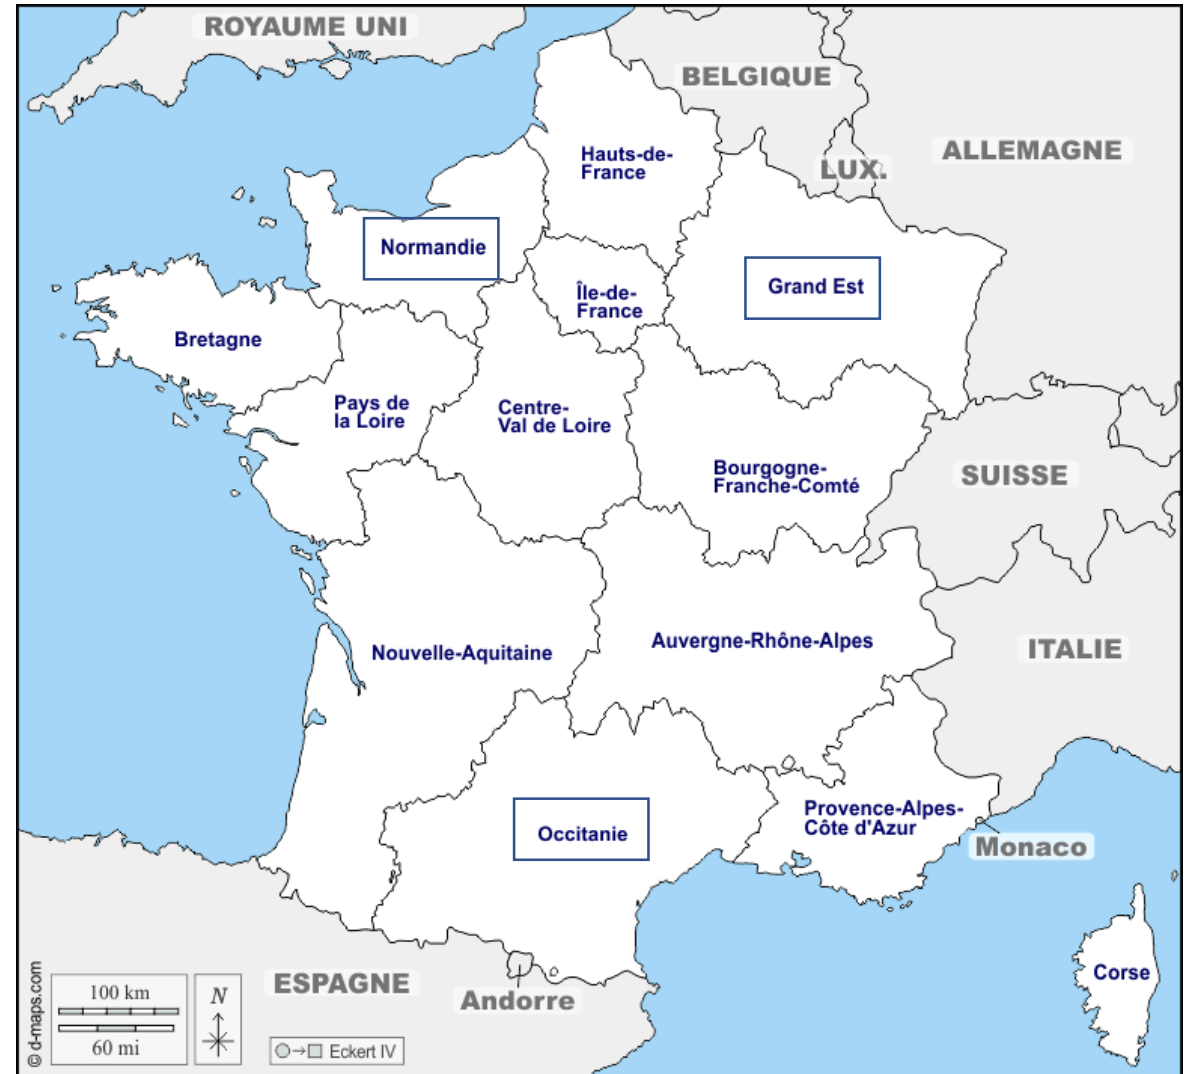 ROYAUME UNI
BELGIQUE
ALLEMAGNE
LUX.
Hauts-de-
France
Normandie
Grand Est
Île-de-
France
Bretagne
Pays de
la Loire
Centre-
Val de Loire
Bourgogne-
Franche-Comté
SUISSE
Nouvelle-Aquitaine
Auvergne-Rhône-Alpes
ITALIE
Occitanie
Provence-Alpes-
Côte d'Azur
Monaco
Corse
ESPAGNE
Andorre
© d-maps.com
100 km
60 mi
N
Eckert IV